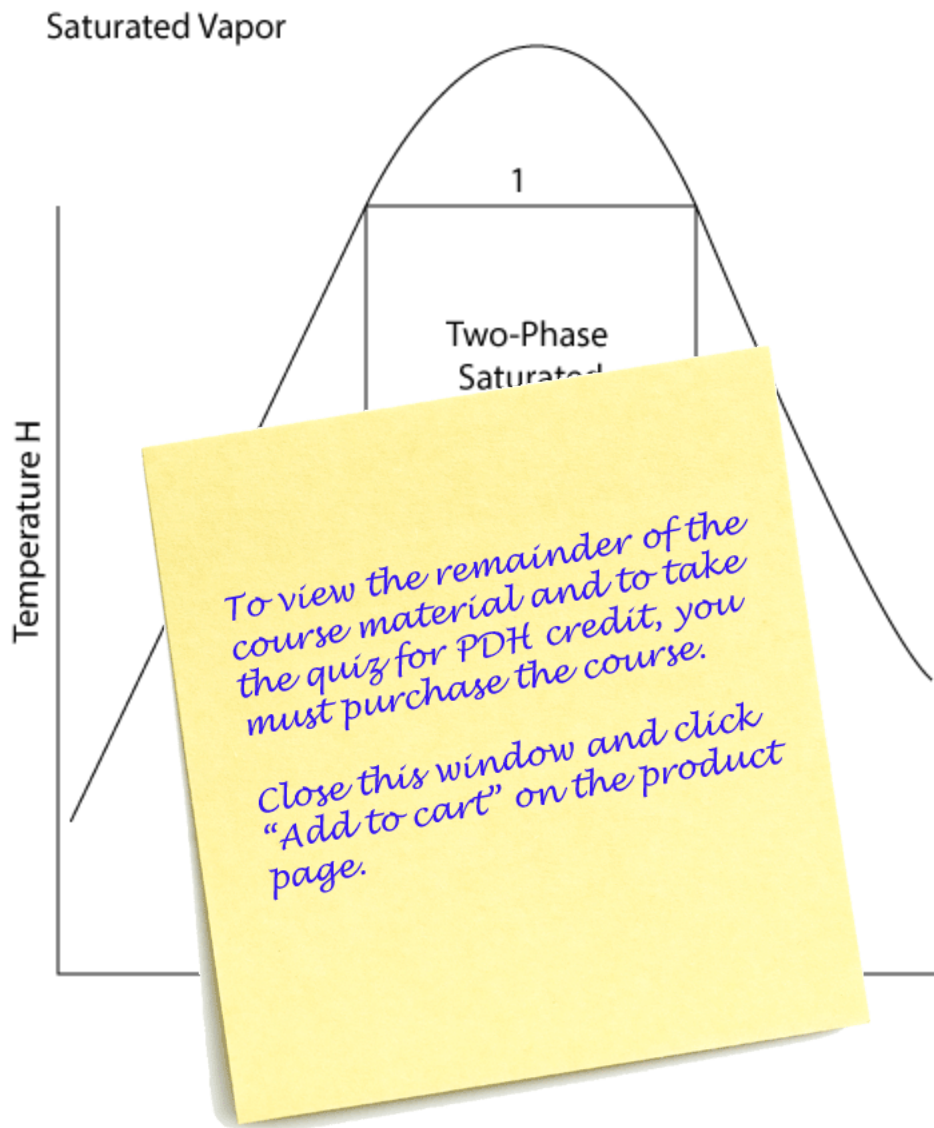 Saturated Vapor
1
Two-Phase
Saturated
Temperature H
To view the remainder of the
course material and to take
the quiz for PDH credit, you
must purchase the course.
Close this window and click
“Add to cart” on the product
page.